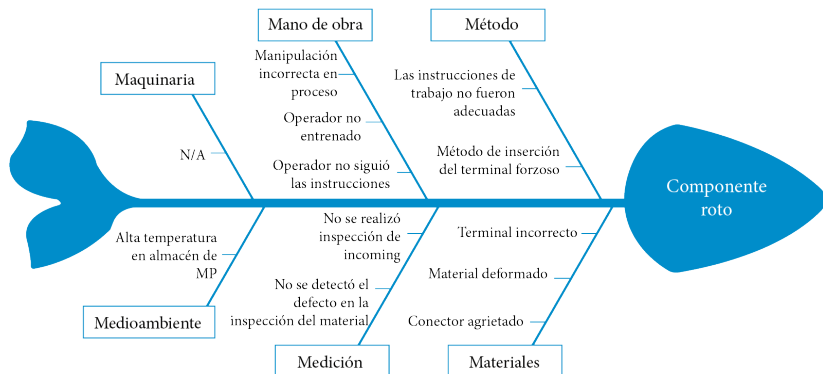 Mano de obra
Método
Maquinaria
Manipulación
incorrecta en
proceso
Operador no
entrenado
Operador no siguió
las instrucciones
Las instrucciones de
trabajo no fueron
adecuadas
Método de inserción
del terminal forzoso
N/A
Componente
roto
Alta temperatura
en almacén de
MP
No se realizó
inspección de
incoming
No se detectó el
defecto en la
inspección del material
Terminal incorrecto
Material deformado
Conector agrietado
Medioambiente
Medición
Materiales